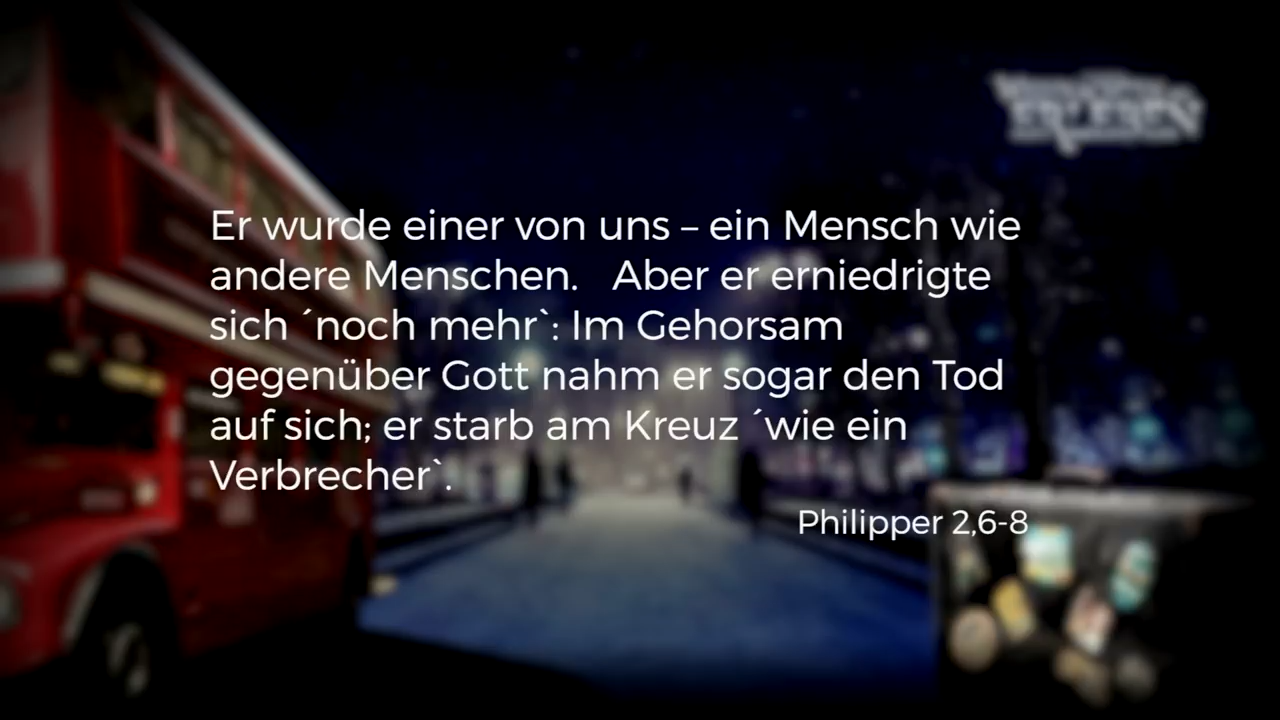 Er wurde einer von uns – ein Mensch wie
andere Menschen.   Aber er erniedrigte
sich ´noch mehr`: Im Gehorsam
gegenüber Gott nahm er sogar den Tod
auf sich; er starb am Kreuz ´wie ein
Verbrecher`.
Philipper 2,6-8